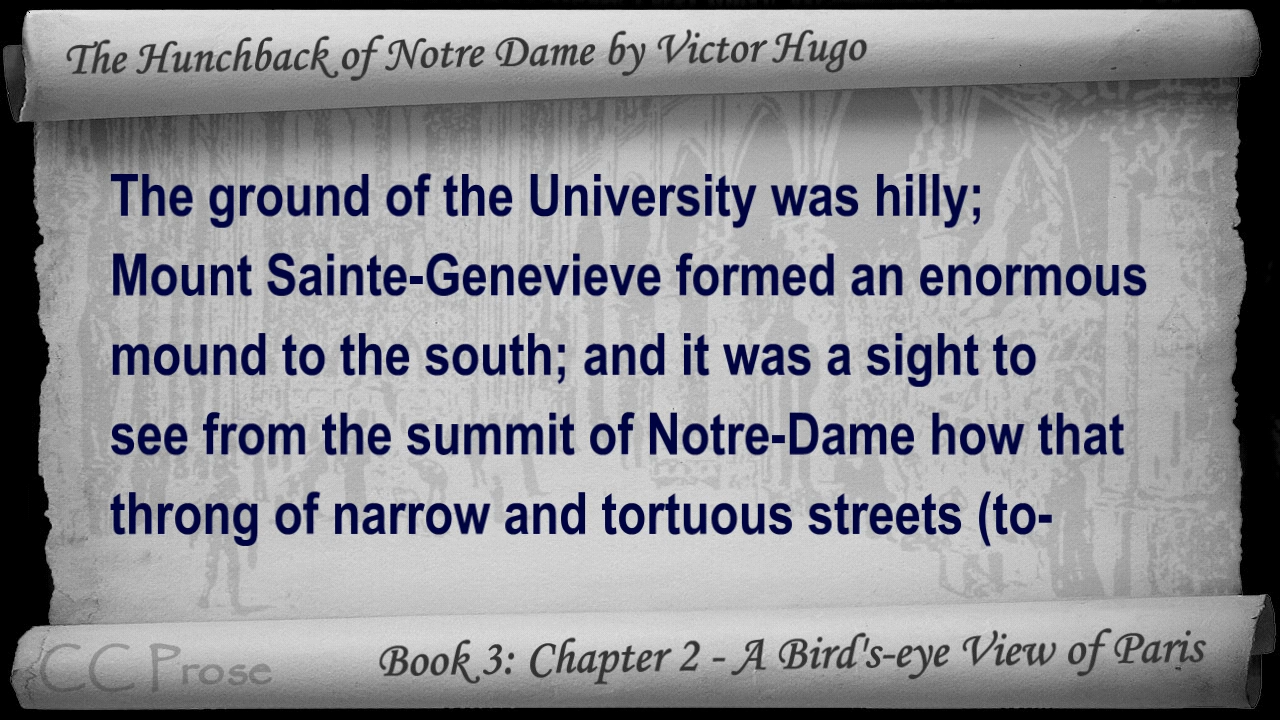 The Hunchback of Notre Dame by Victor Hugo
The ground of the University was hilly;
Mount Sainte-Genevieve formed an enormous
mound to the south; and it was a sight to
see from the summit of Notre-Dame how that
throng of narrow and tortuous streets (to-
CC Prose
Book 3: Chapter 2 - A Bird's-eye View of Paris